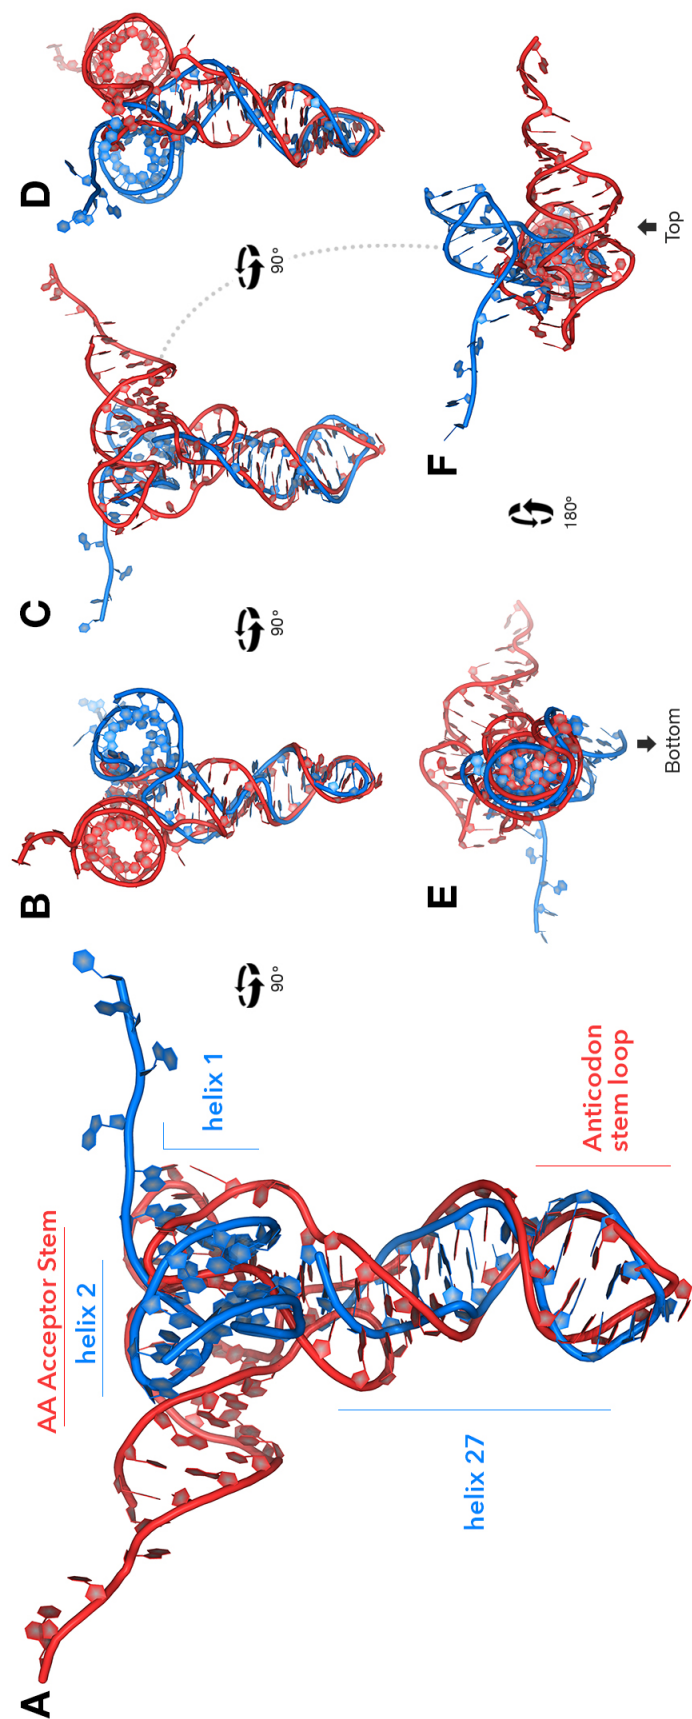 A
AA Acceptor Stem
helix 2
helix 1
helix 27
Anticodon
stem loop
90°
B
90°
C
90°
D
E
Bottom
180°
F
Top